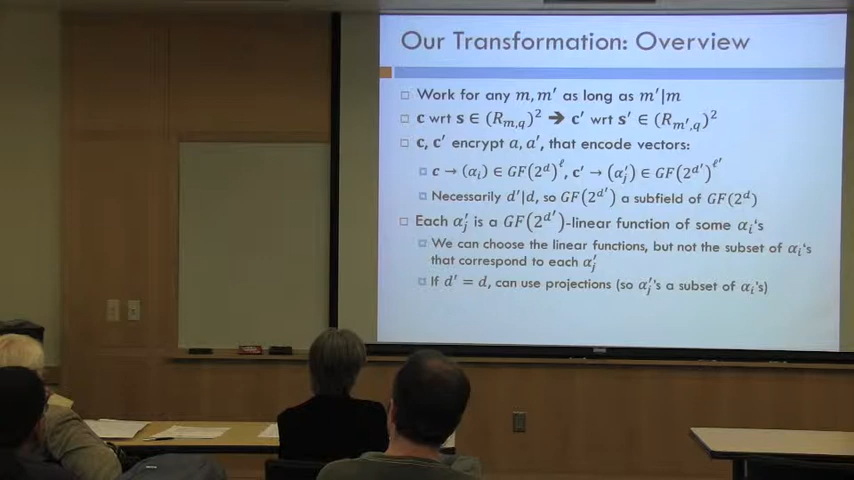 Our Transformation: Overview
Work for any m, m′ as long as m′|m
c wrt s ∈ (R_{m,q})² → c′ wrt s′ ∈ (R_{m′,q})²
c, c′ encrypt a, a′, that encode vectors:
c → (α_i) ∈ GF(2^d)^ℓ, c′ → (α′_j) ∈ GF(2^{d′})^{ℓ′}
Necessarily d′|d, so GF(2^{d′}) a subfield of GF(2^d)
Each α′_j is a GF(2^{d′})-linear function of some α_i's
We can choose the linear functions, but not the subset of α_i's
that correspond to each α′_j
If d′ = d, can use projections (so α′_j's a subset of α_i's)